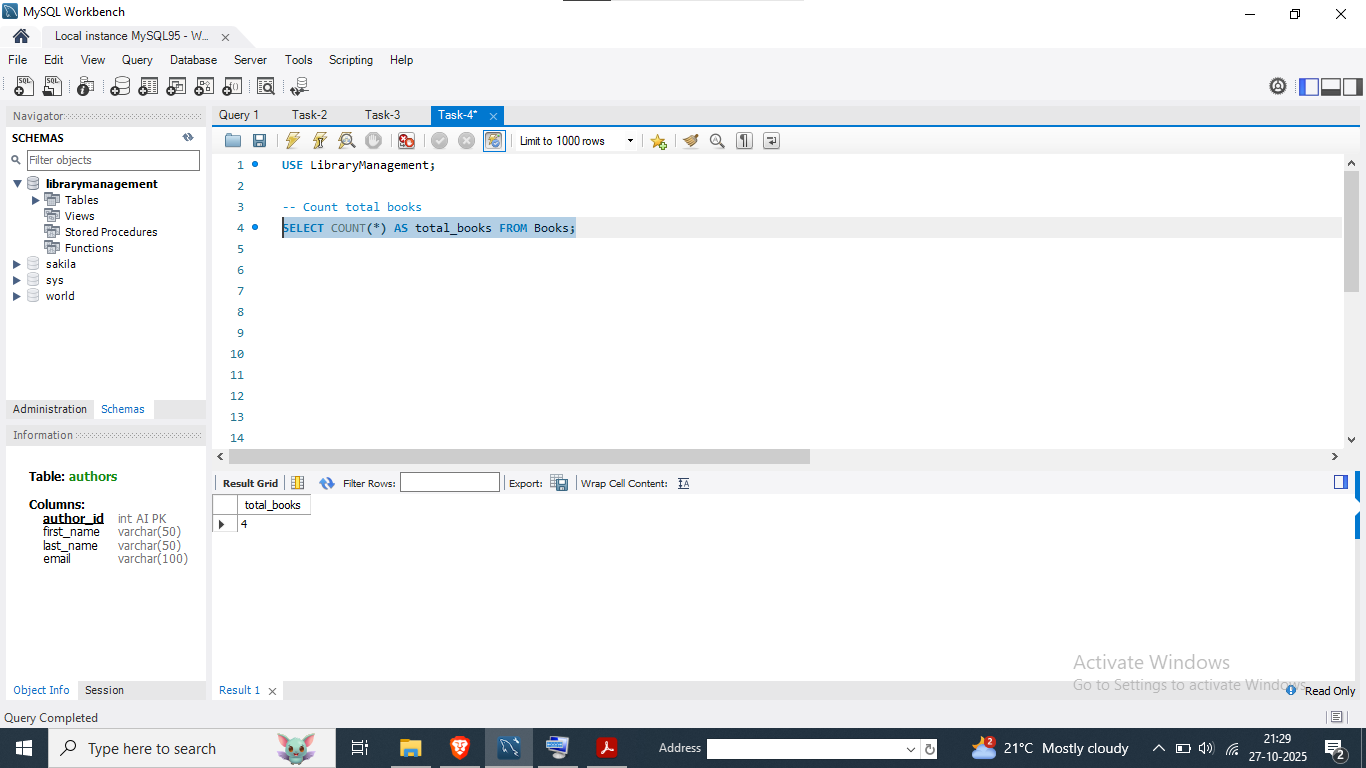 MySQL Workbench
Local instance MySQL95 - W...
File Edit View Query Database Server Tools Scripting Help
Navigator
SCHEMAS
Filter objects
librarymanagement
Tables
Views
Stored Procedures
Functions
sakila
sys
world
Administration Schemas
Information
Table: authors
Columns:
author_id int AI PK
first_name varchar(50)
last_name varchar(50)
email varchar(100)
Object Info Session
Query 1 Task-2 Task-3 Task-4*
Limit to 1000 rows
1 USE LibraryManagement;
2
3 -- Count total books
4 SELECT COUNT(*) AS total_books FROM Books;
5
6
7
8
9
10
11
12
13
14
Result Grid Filter Rows: Export: Wrap Cell Content:
total_books
4
Activate Windows
Go to Settings to activate Windows.
Result 1 Read Only
Query Completed
Type here to search Address 2 21°C Mostly cloudy 21:29
27-10-2025 2